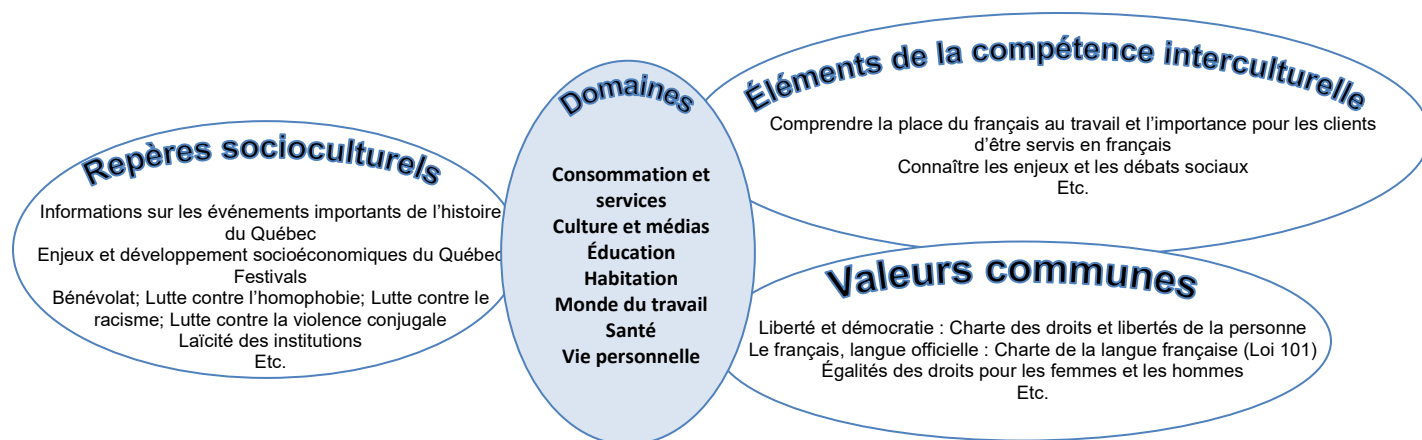 Repères socioculturels
Informations sur les événements importants de l'histoire
du Québec
Enjeux et développement socioéconomiques du Québec
Festivals
Bénévolat; Lutte contre l'homophobie; Lutte contre le
racisme; Lutte contre la violence conjugale
Laïcité des institutions
Etc.
Domaines
Consommation et
services
Culture et médias
Éducation
Habitation
Monde du travail
Santé
Vie personnelle
Éléments de la compétence interculturelle
Comprendre la place du français au travail et l'importance pour les clients
d'être servis en français
Connaître les enjeux et les débats sociaux
Etc.
Valeurs communes
Liberté et démocratie : Charte des droits et libertés de la personne
Le français, langue officielle : Charte de la langue française (Loi 101)
Égalités des droits pour les femmes et les hommes
Etc.